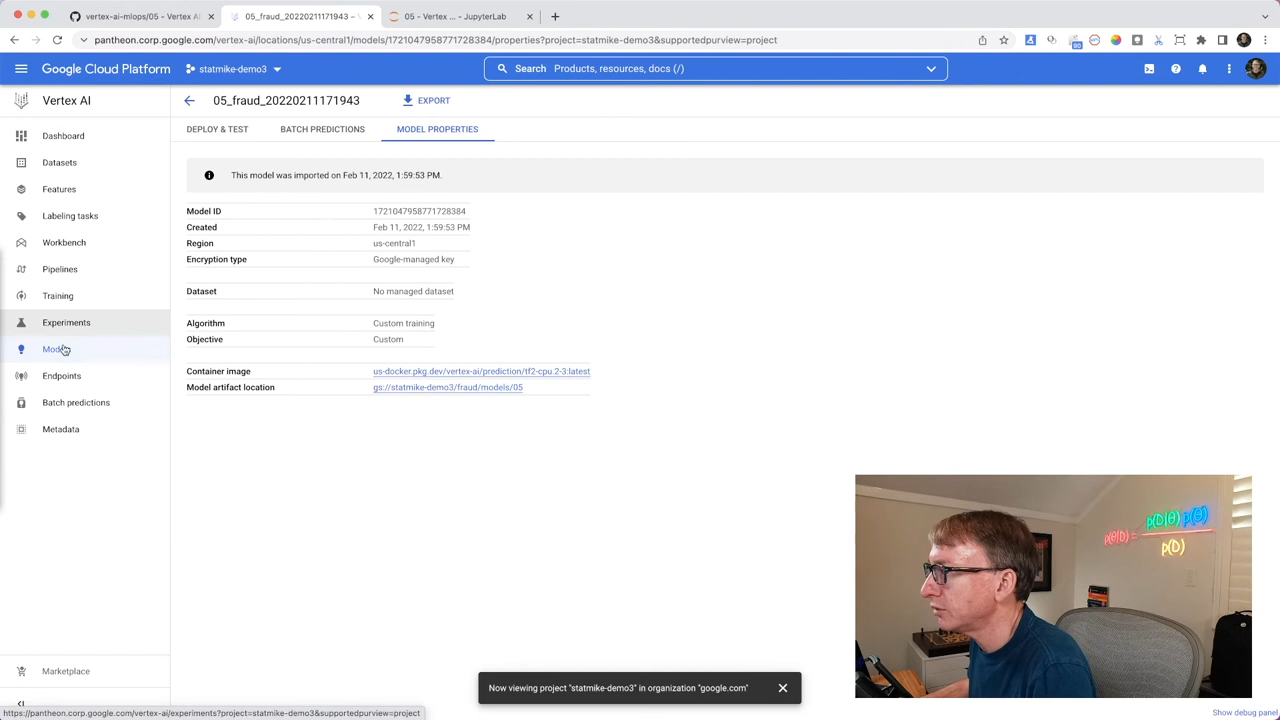 vertex-ai-mlops/05 - Vertex AI
05_fraud_20220211171943 – V
05 - Vertex ... - JupyterLab
pantheon.corp.google.com/vertex-ai/locations/us-central1/models/1721047958771728384/properties?project=statmike-demo3&supportedpurview=project
Google Cloud Platform
statmike-demo3
Search Products, resources, docs (/)
Vertex AI
05_fraud_20220211171943
EXPORT
Dashboard
DEPLOY & TEST
BATCH PREDICTIONS
MODEL PROPERTIES
Datasets
This model was imported on Feb 11, 2022, 1:59:53 PM.
Features
Labeling tasks
Model ID 1721047958771728384
Created Feb 11, 2022, 1:59:53 PM
Workbench
Region us-central1
Encryption type Google-managed key
Pipelines
Dataset No managed dataset
Training
Experiments
Algorithm Custom training
Objective Custom
Container image us-docker.pkg.dev/vertex-ai/prediction/tf2-cpu.2-3:latest
Endpoints
Model artifact location gs://statmike-demo3/fraud/models/05
Batch predictions
Metadata
p(θ|D) = p(D|θ) p(θ)
p(D)
Marketplace
Now viewing project "statmike-demo3" in organization "google.com"
https://pantheon.corp.google.com/vertex-ai/experiments?project=statmike-demo3&supportedpurview=project
Show debug panel